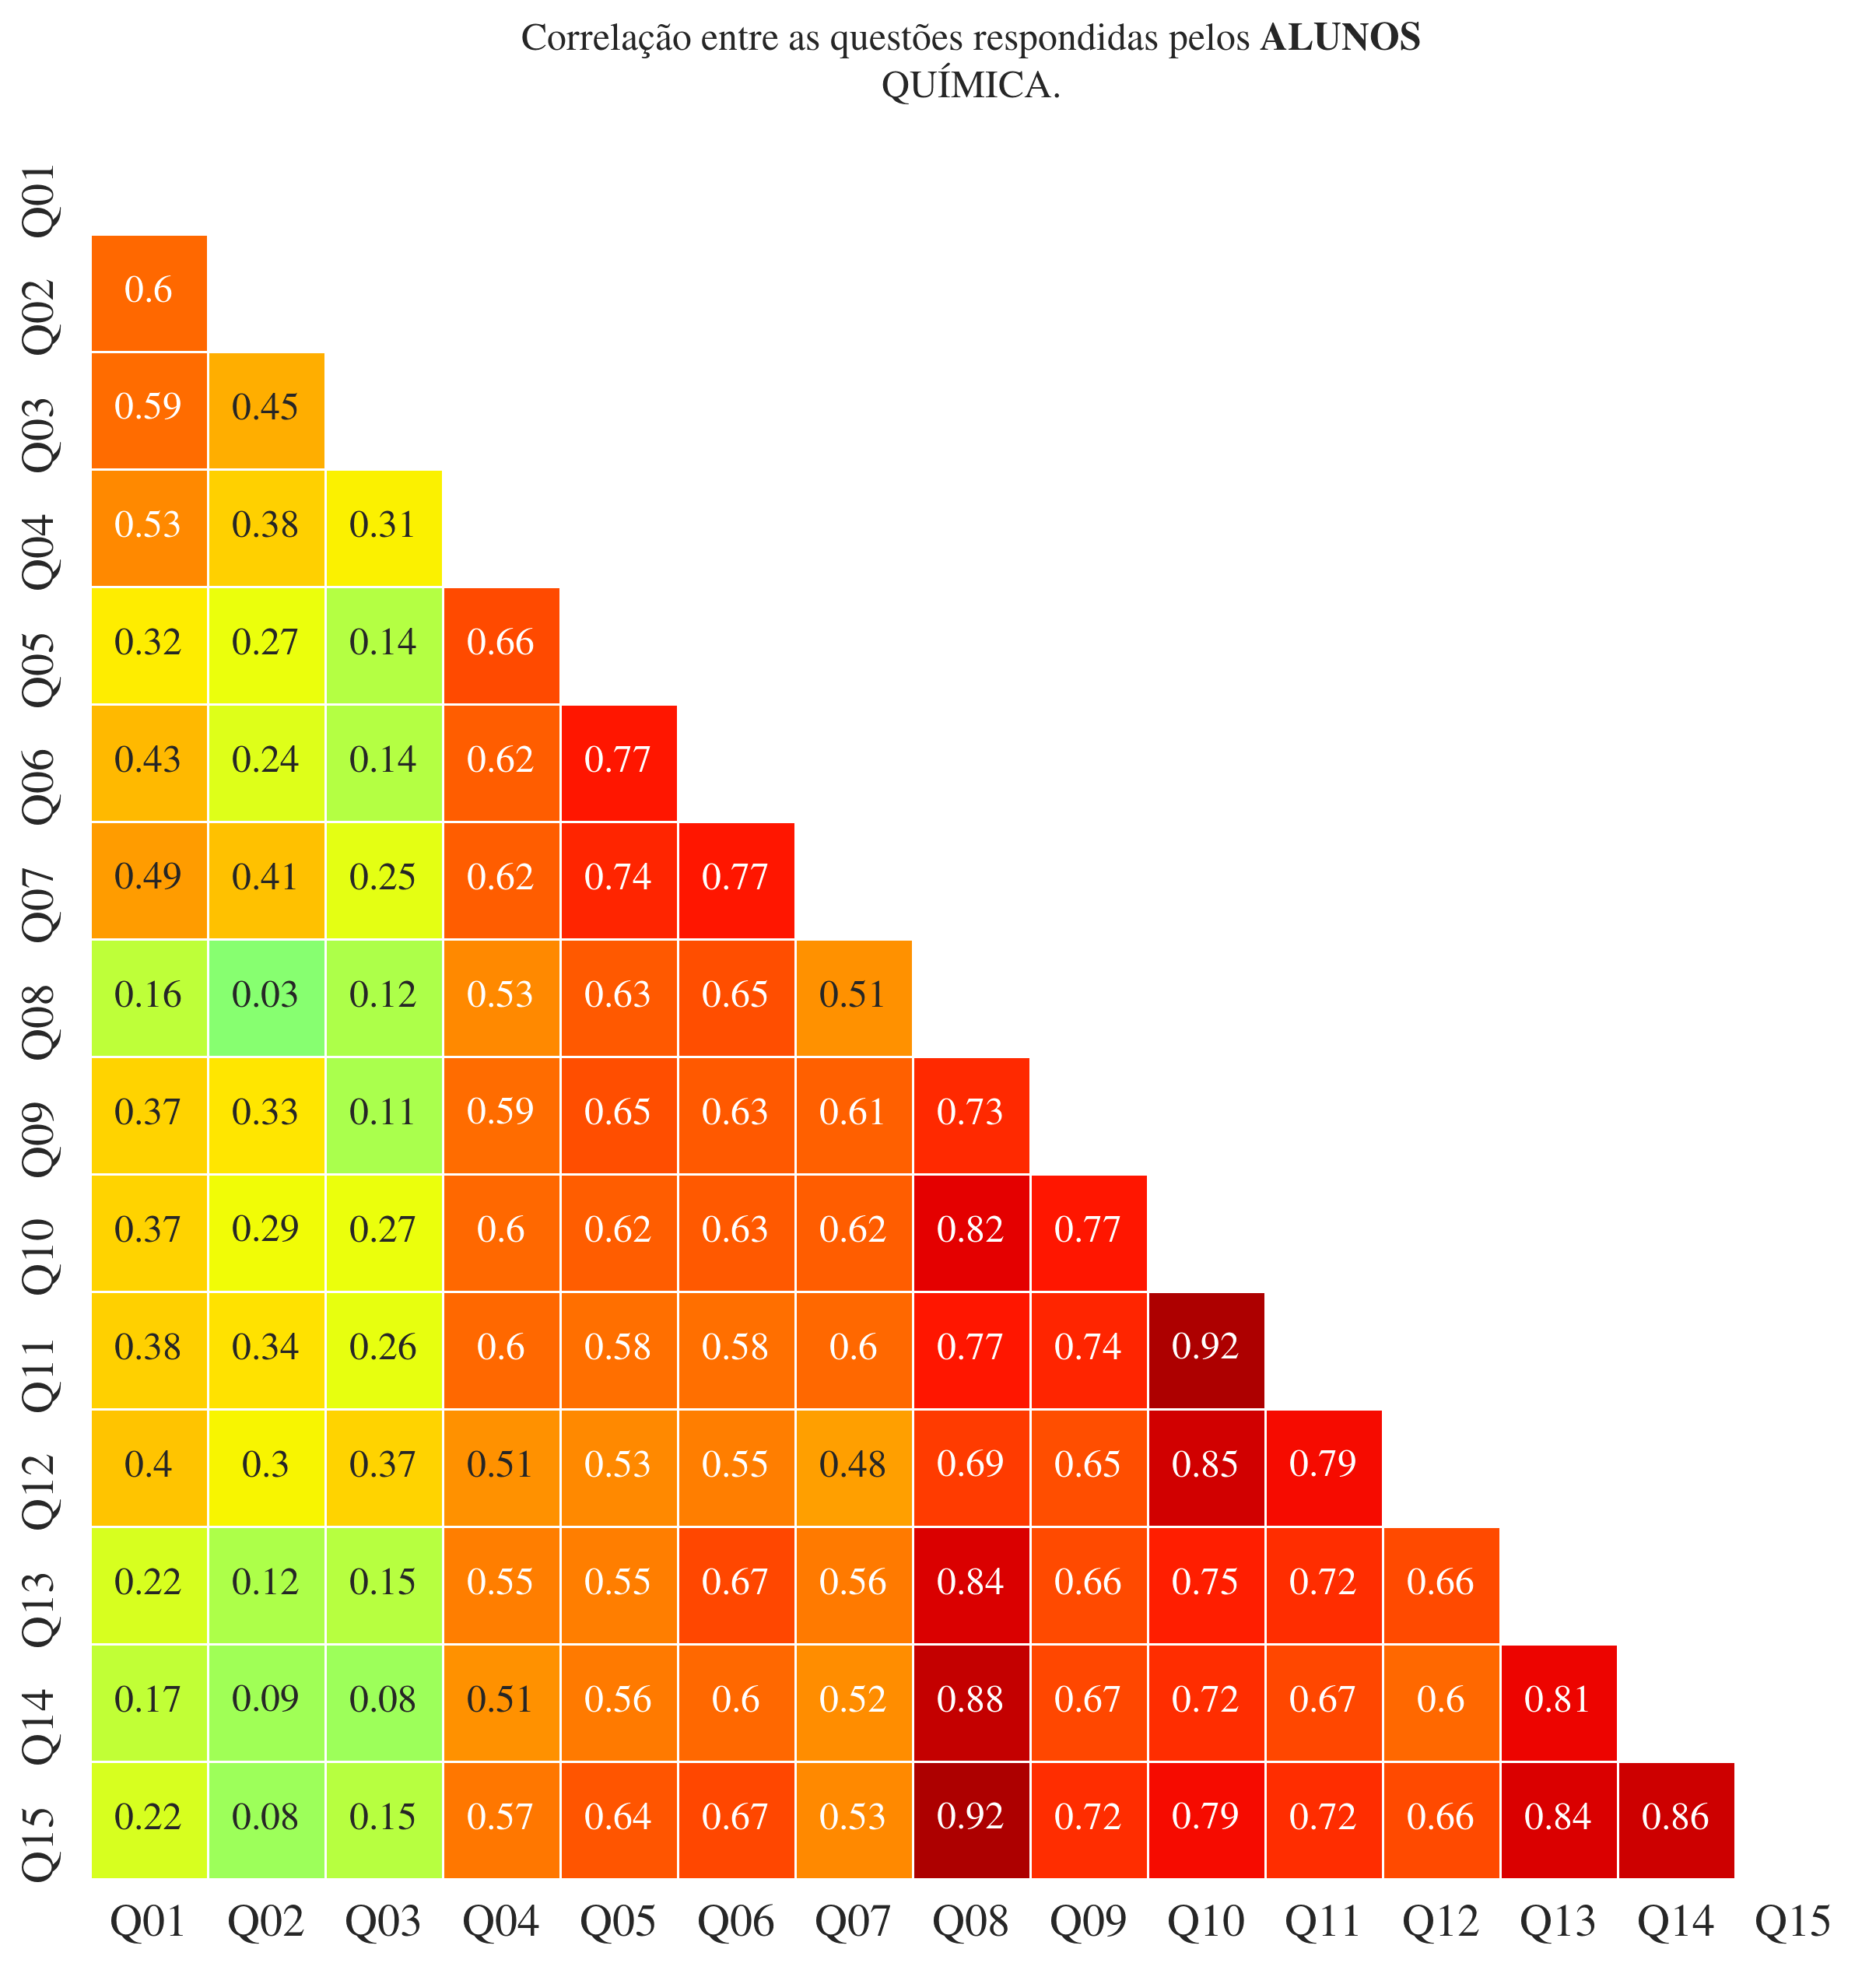 Correlação entre as questões respondidas pelos ALUNOS
QUÍMICA.
Q01
Q02 0.6
Q03 0.59 0.45
Q04 0.53 0.38 0.31
Q05 0.32 0.27 0.14 0.66
Q06 0.43 0.24 0.14 0.62 0.77
Q07 0.49 0.41 0.25 0.62 0.74 0.77
Q08 0.16 0.03 0.12 0.53 0.63 0.65 0.51
Q09 0.37 0.33 0.11 0.59 0.65 0.63 0.61 0.73
Q10 0.37 0.29 0.27 0.6 0.62 0.63 0.62 0.82 0.77
Q11 0.38 0.34 0.26 0.6 0.58 0.58 0.6 0.77 0.74 0.92
Q12 0.4 0.3 0.37 0.51 0.53 0.55 0.48 0.69 0.65 0.85 0.79
Q13 0.22 0.12 0.15 0.55 0.55 0.67 0.56 0.84 0.66 0.75 0.72 0.66
Q14 0.17 0.09 0.08 0.51 0.56 0.6 0.52 0.88 0.67 0.72 0.67 0.6 0.81
Q15 0.22 0.08 0.15 0.57 0.64 0.67 0.53 0.92 0.72 0.79 0.72 0.66 0.84 0.86
Q01 Q02 Q03 Q04 Q05 Q06 Q07 Q08 Q09 Q10 Q11 Q12 Q13 Q14 Q15